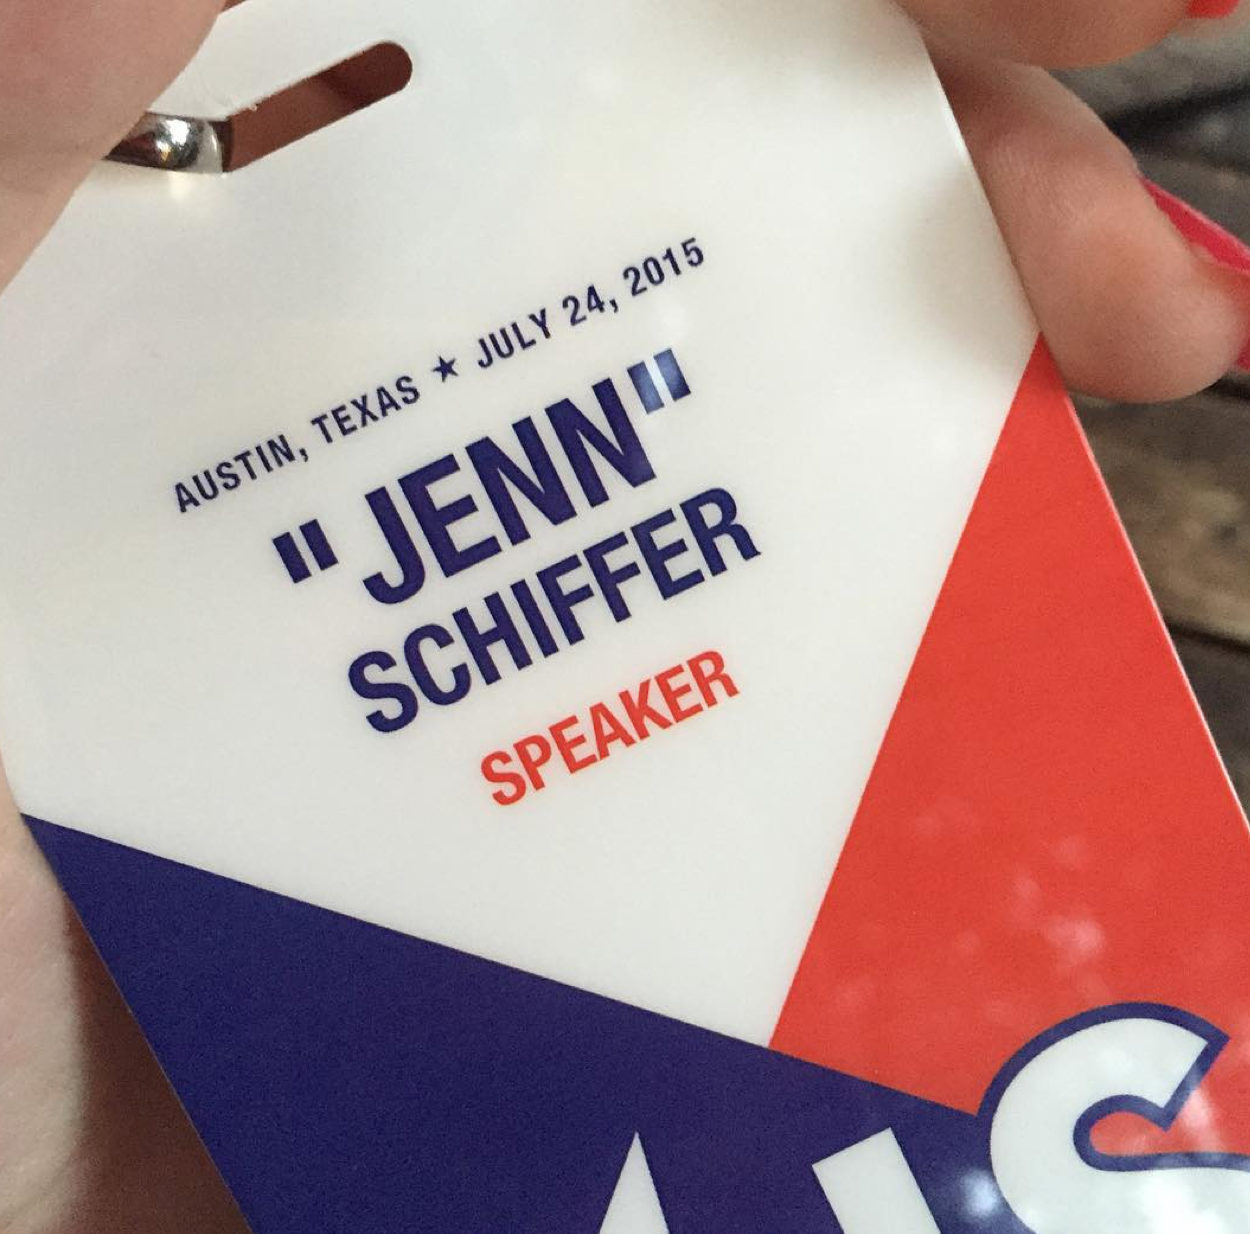 AUSTIN, TEXAS ★ JULY 24, 2015
"JENN"
SCHIFFER
SPEAKER